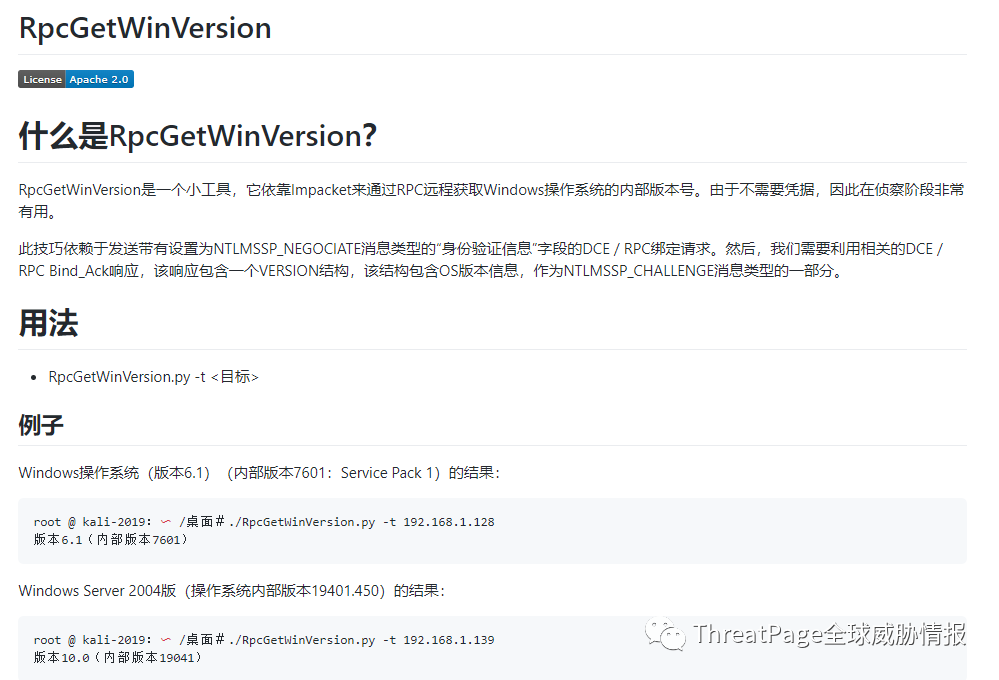 RpcGetWinVersion
License Apache 2.0
什么是RpcGetWinVersion？
RpcGetWinVersion是一个小工具，它依靠Impacket来通过RPC远程获取Windows操作系统的内部版本号。由于不需要凭据，因此在侦察阶段非常
有用。
此技巧依赖于发送带有设置为NTLMSSP_NEGOCIATE消息类型的“身份验证信息”字段的DCE / RPC绑定请求。然后，我们需要利用相关的DCE /
RPC Bind_Ack响应，该响应包含一个VERSION结构，该结构包含OS版本信息，作为NTLMSSP_CHALLENGE消息类型的一部分。
用法
• RpcGetWinVersion.py -t <目标>
例子
Windows操作系统（版本6.1）（内部版本7601：Service Pack 1）的结果：
root @ kali-2019：〜 /桌面＃./RpcGetWinVersion.py -t 192.168.1.128
版本6.1（内部版本7601）
Windows Server 2004版（操作系统内部版本19401.450）的结果：
root @ kali-2019：〜 /桌面＃./RpcGetWinVersion.py -t 192.168.1.139
版本10.0（内部版本19041）
ThreatPage全球威胁情报